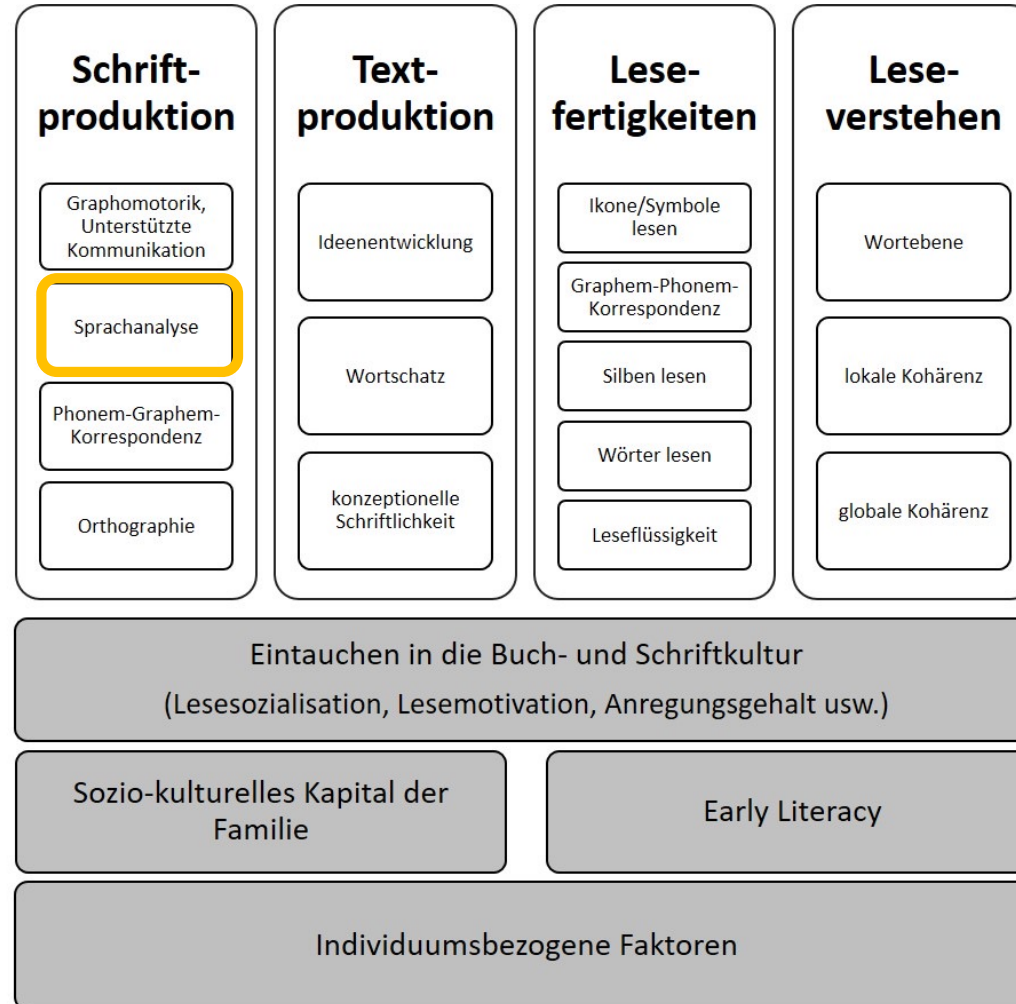 Schrift-
produktion
Graphomotorik,
Unterstützte
Kommunikation
Sprachanalyse
Phonem-Graphem-
Korrespondenz
Orthographie
Text-
produktion
Ideenentwicklung
Wortschatz
konzeptionelle
Schriftlichkeit
Lese-
fertigkeiten
Ikone/Symbole
lesen
Graphem-Phonem-
Korrespondenz
Silben lesen
Wörter lesen
Leseflüssigkeit
Lese-
verstehen
Wortebene
lokale Kohärenz
globale Kohärenz
Eintauchen in die Buch- und Schriftkultur
(Lesesozialisation, Lesemotivation, Anregungsgehalt usw.)
Sozio-kulturelles Kapital der
Familie
Early Literacy
Individuumsbezogene Faktoren